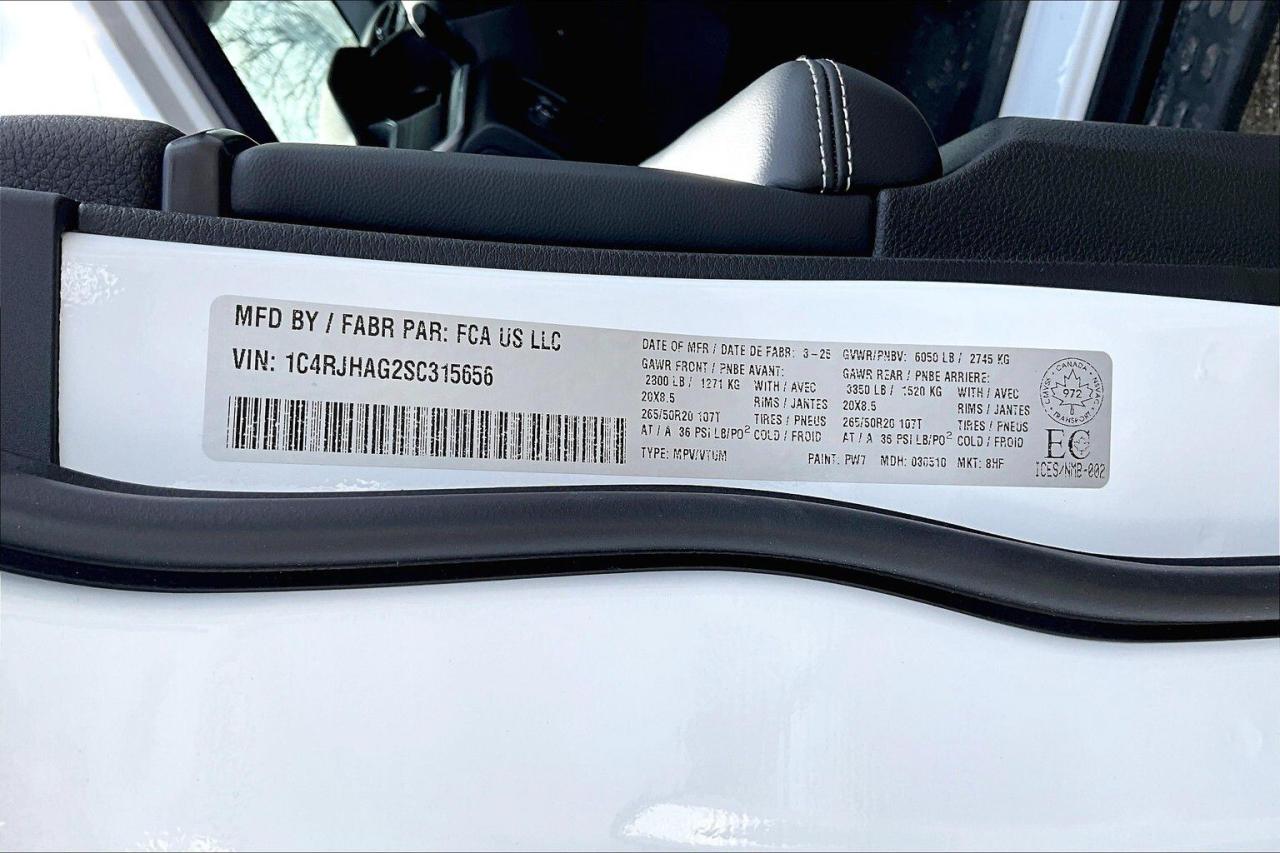 MFD BY / FABR PAR: FCA US LLC
VIN: 1C4RJHAG2SC315656
DATE OF MFR / DATE DE FABR: 3-25 GVWR/PNBV: 6050 LB / 2745 KG
GAWR FRONT / PNBE AVANT: GAWR REAR / PNBE ARRIERE:
2800 LB / 1271 KG WITH / AVEC 3350 LB / 1520 KG WITH / AVEC
20X8.5 RIMS / JANTES 20X8.5 RIMS / JANTES
265/50R20 107T TIRES / PNEUS 265/50R20 107T TIRES / PNEUS
AT / A 36 PSI LB/PO² COLD / FROID AT / A 36 PSI LB/PO² COLD / FROID
TYPE: MPV/VTUM PAINT: PW7 MDH: 030510 MKT: 8HF
CANADA
972
TRANSPORT
CMVSS
NSVAC
EC
ICES/NMB-002